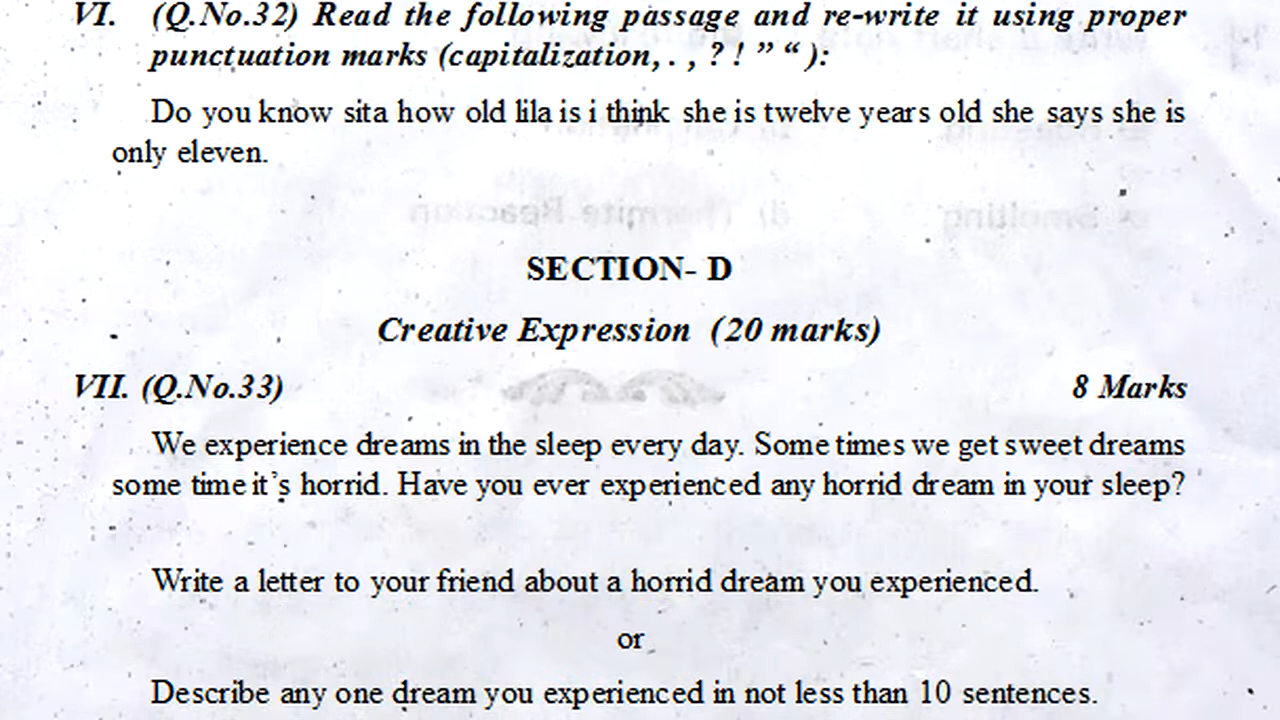 VI. (Q.No.32) Read the following passage and re-write it using proper
punctuation marks (capitalization, . , ? ! ” “ ):
Do you know sita how old lila is i think she is twelve years old she says she is
only eleven.
SECTION- D
Creative Expression (20 marks)
VII. (Q.No.33) 8 Marks
We experience dreams in the sleep every day. Some times we get sweet dreams
some time it’s horrid. Have you ever experienced any horrid dream in your sleep?
Write a letter to your friend about a horrid dream you experienced.
or
Describe any one dream you experienced in not less than 10 sentences.